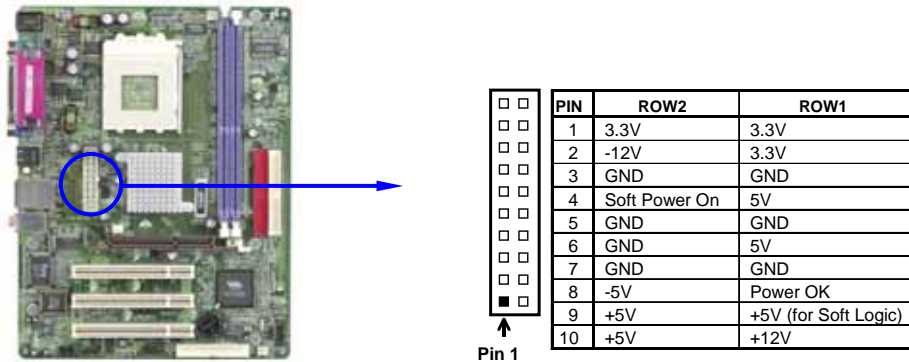 PIN ROW2 ROW1
1 3.3V 3.3V
2 -12V 3.3V
3 GND GND
4 Soft Power On 5V
5 GND GND
6 GND 5V
7 GND GND
8 -5V Power OK
9 +5V +5V (for Soft Logic)
10 +5V +12V
Pin 1